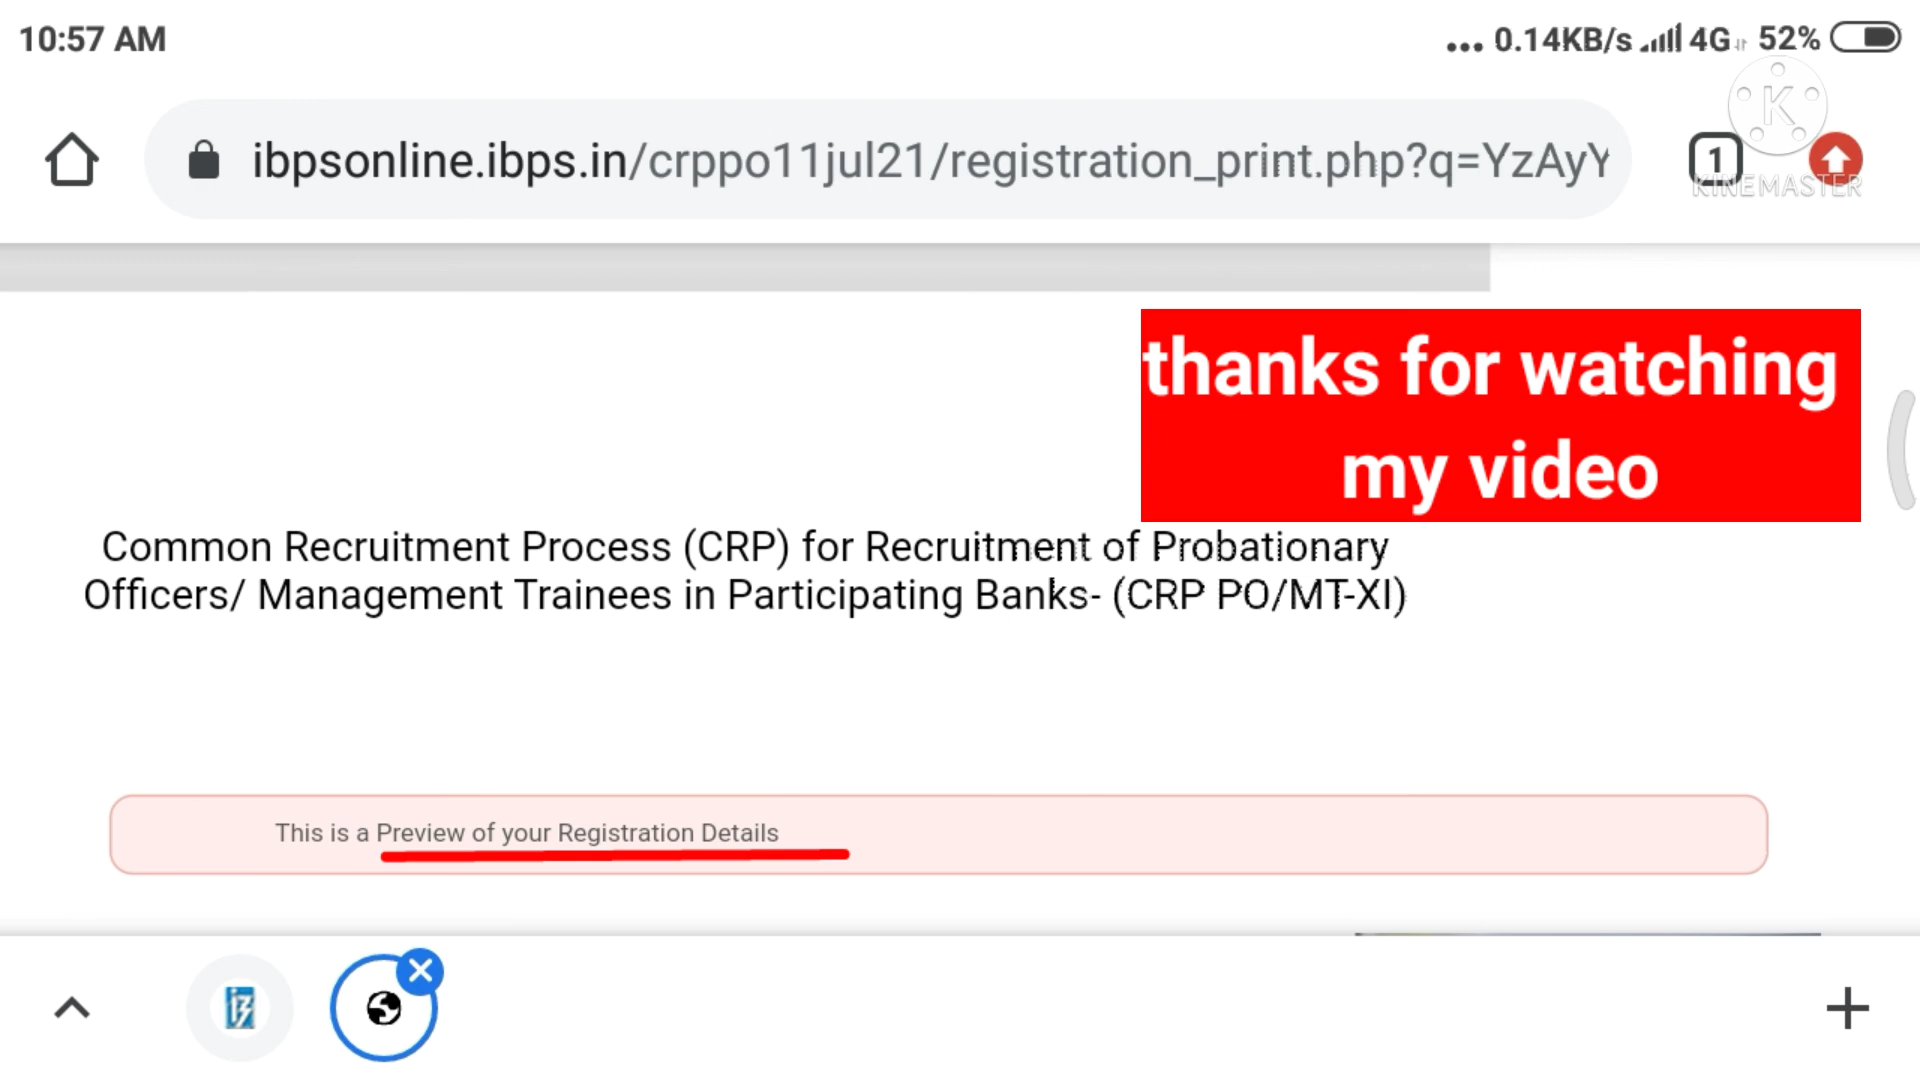 10:57 AM
... 0.14KB/s 4G 52%
ibpsonline.ibps.in/crppo11jul21/registration_print.php?q=YzAyY
1
K
KINEMASTER
thanks for watching
my video
Common Recruitment Process (CRP) for Recruitment of Probationary
Officers/ Management Trainees in Participating Banks- (CRP PO/MT-XI)
This is a Preview of your Registration Details